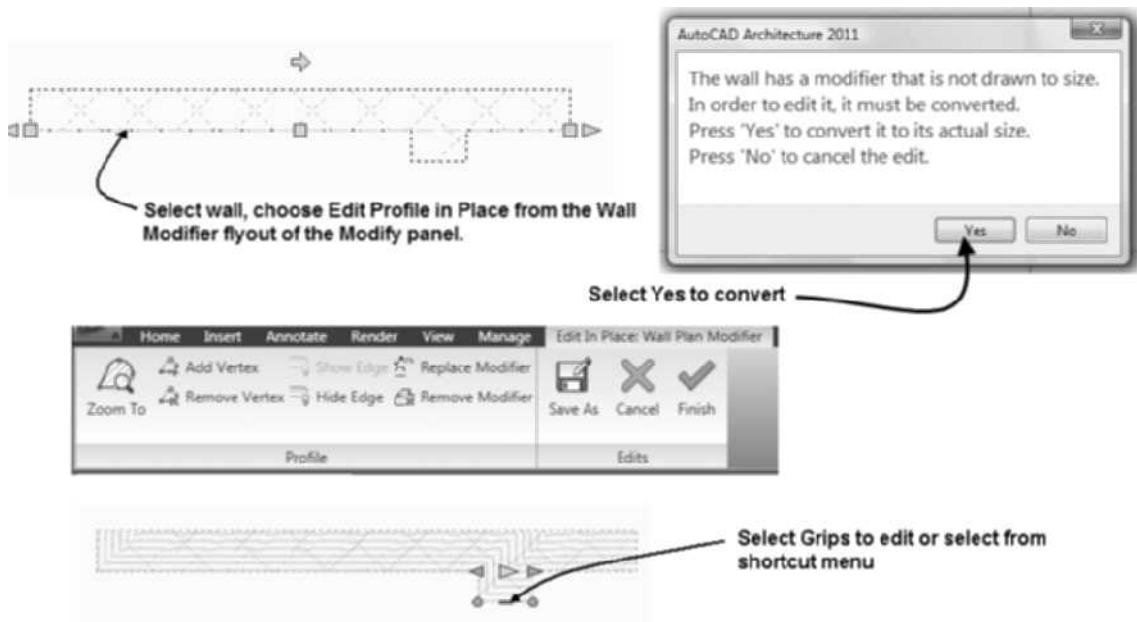 AutoCAD Architecture 2011
The wall has a modifier that is not drawn to size.
In order to edit it, it must be converted.
Press 'Yes' to convert it to its actual size.
Press 'No' to cancel the edit.
Yes
No
Select wall, choose Edit Profile in Place from the Wall
Modifier flyout of the Modify panel.
Select Yes to convert
Home Insert Annotate Render View Manage Edit In Place: Wall Plan Modifier
Add Vertex Show Edge Replace Modifier
Remove Vertex Hide Edge Remove Modifier
Zoom To Save As Cancel Finish
Profile Edits
Select Grips to edit or select from
shortcut menu